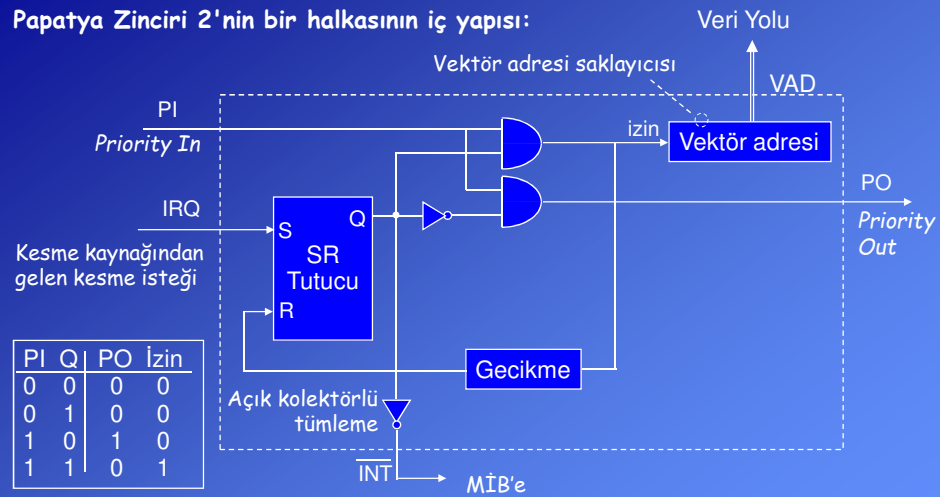 Papatya Zinciri 2'nin bir halkasının iç yapısı:
Veri Yolu
Vektör adresi saklayıcısı
VAD
PI
Priority In
izin
Vektör adresi
PO
Priority
Out
IRQ
Kesme kaynağından
gelen kesme isteği
S
Q
SR
Tutucu
R
Gecikme
Açık kolektörlü
tümleme
INT
MİB'e
PI Q PO İzin
0 0 0 0
0 1 0 0
1 0 1 0
1 1 0 1